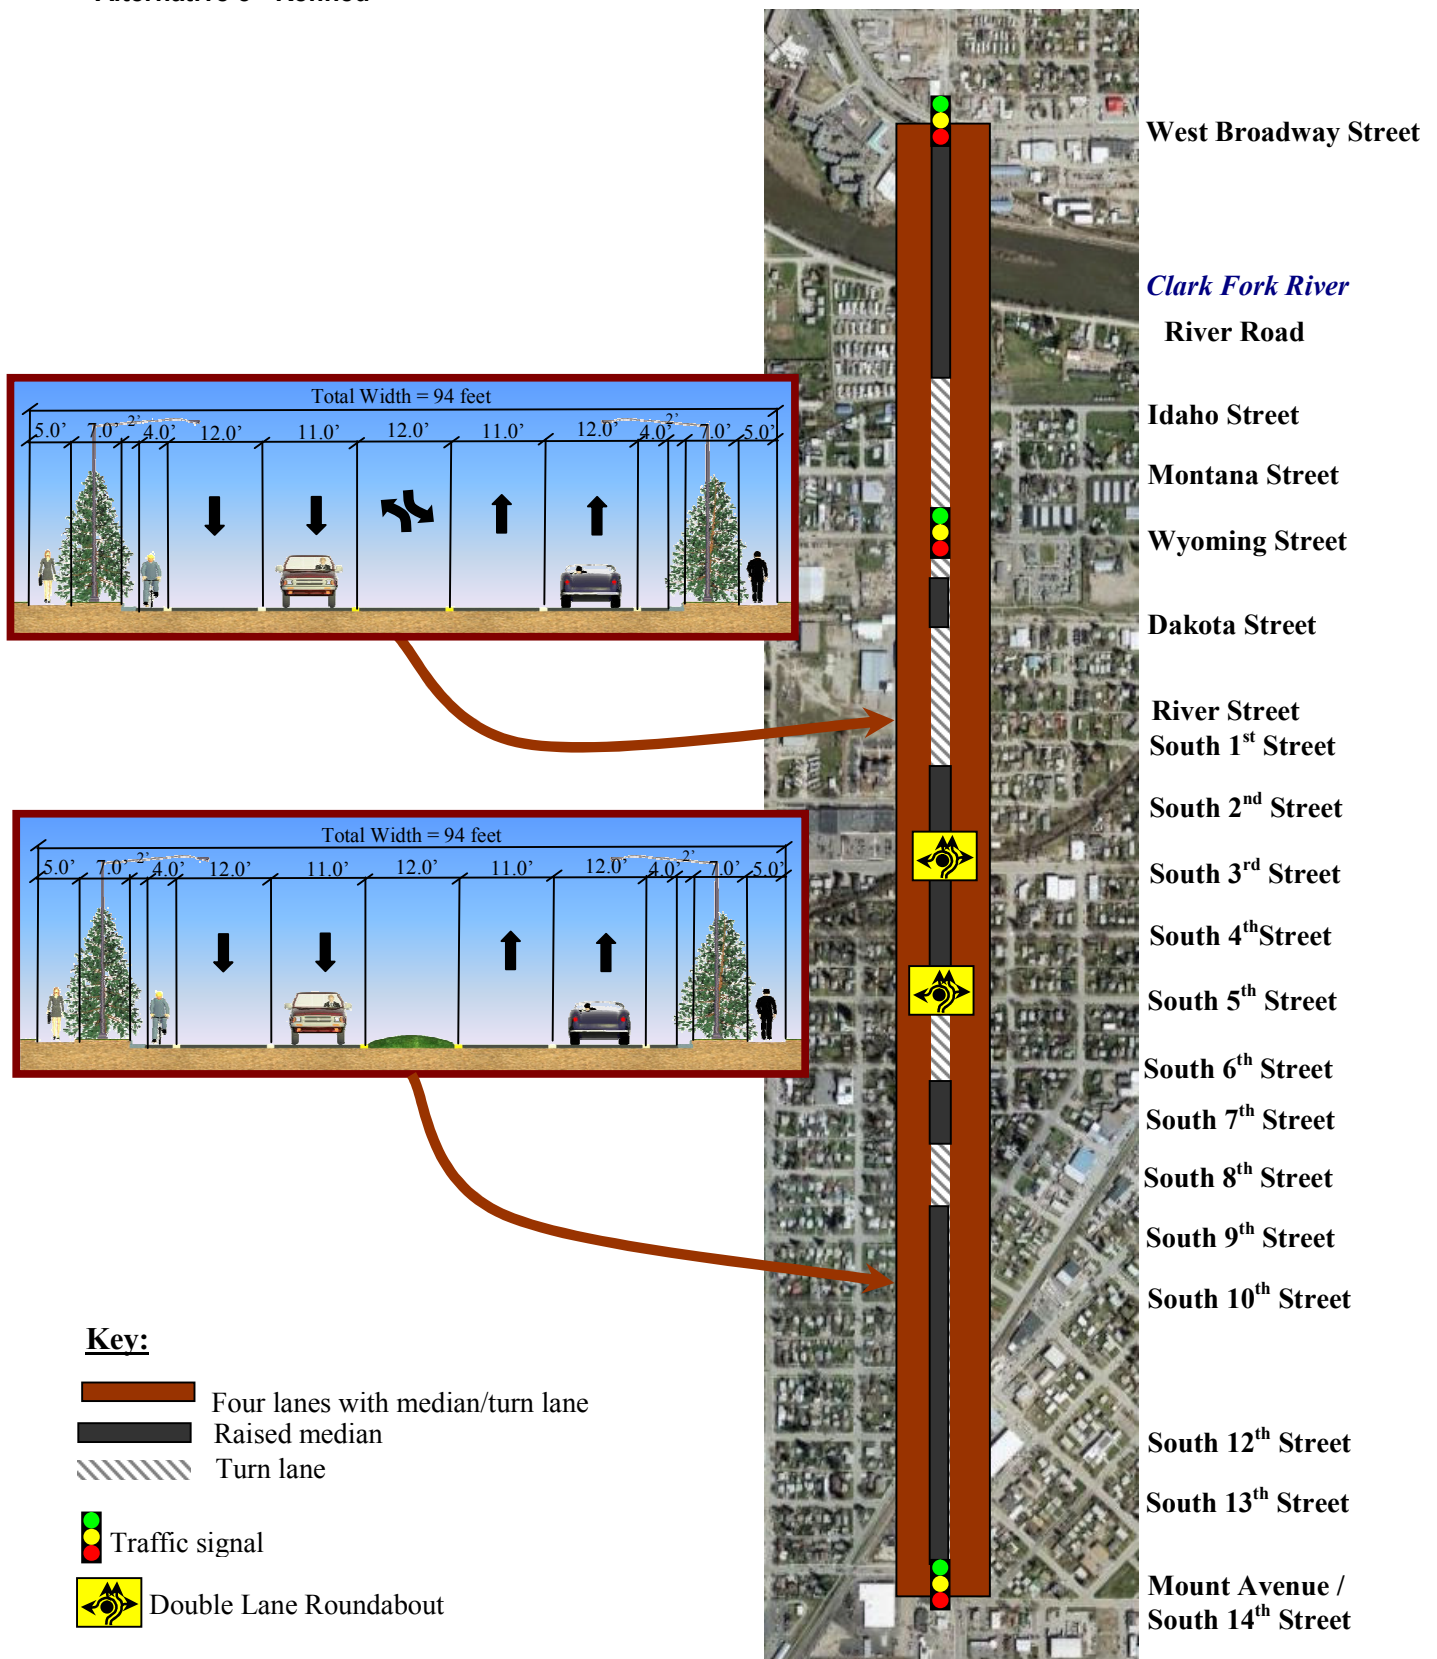 West Broadway Street
Clark Fork River
River Road
Idaho Street
Montana Street
Wyoming Street
Dakota Street
River Street
South 1st Street
South 2nd Street
South 3rd Street
South 4thStreet
South 5th Street
South 6th Street
South 7th Street
South 8th Street
South 9th Street
South 10th Street
South 12th Street
South 13th Street
Mount Avenue /
South 14th Street
Total Width = 94 feet
5.0’ 7.0’ 2’ 4.0’ 12.0’ 11.0’ 12.0’ 11.0’ 12.0’ 4.0’ 2’ 7.0’ 5.0’
Total Width = 94 feet
5.0’ 7.0’ 2’ 4.0’ 12.0’ 11.0’ 12.0’ 11.0’ 12.0’ 4.0’ 2’ 7.0’ 5.0’
Key:
Four lanes with median/turn lane
Raised median
Turn lane
Traffic signal
Double Lane Roundabout